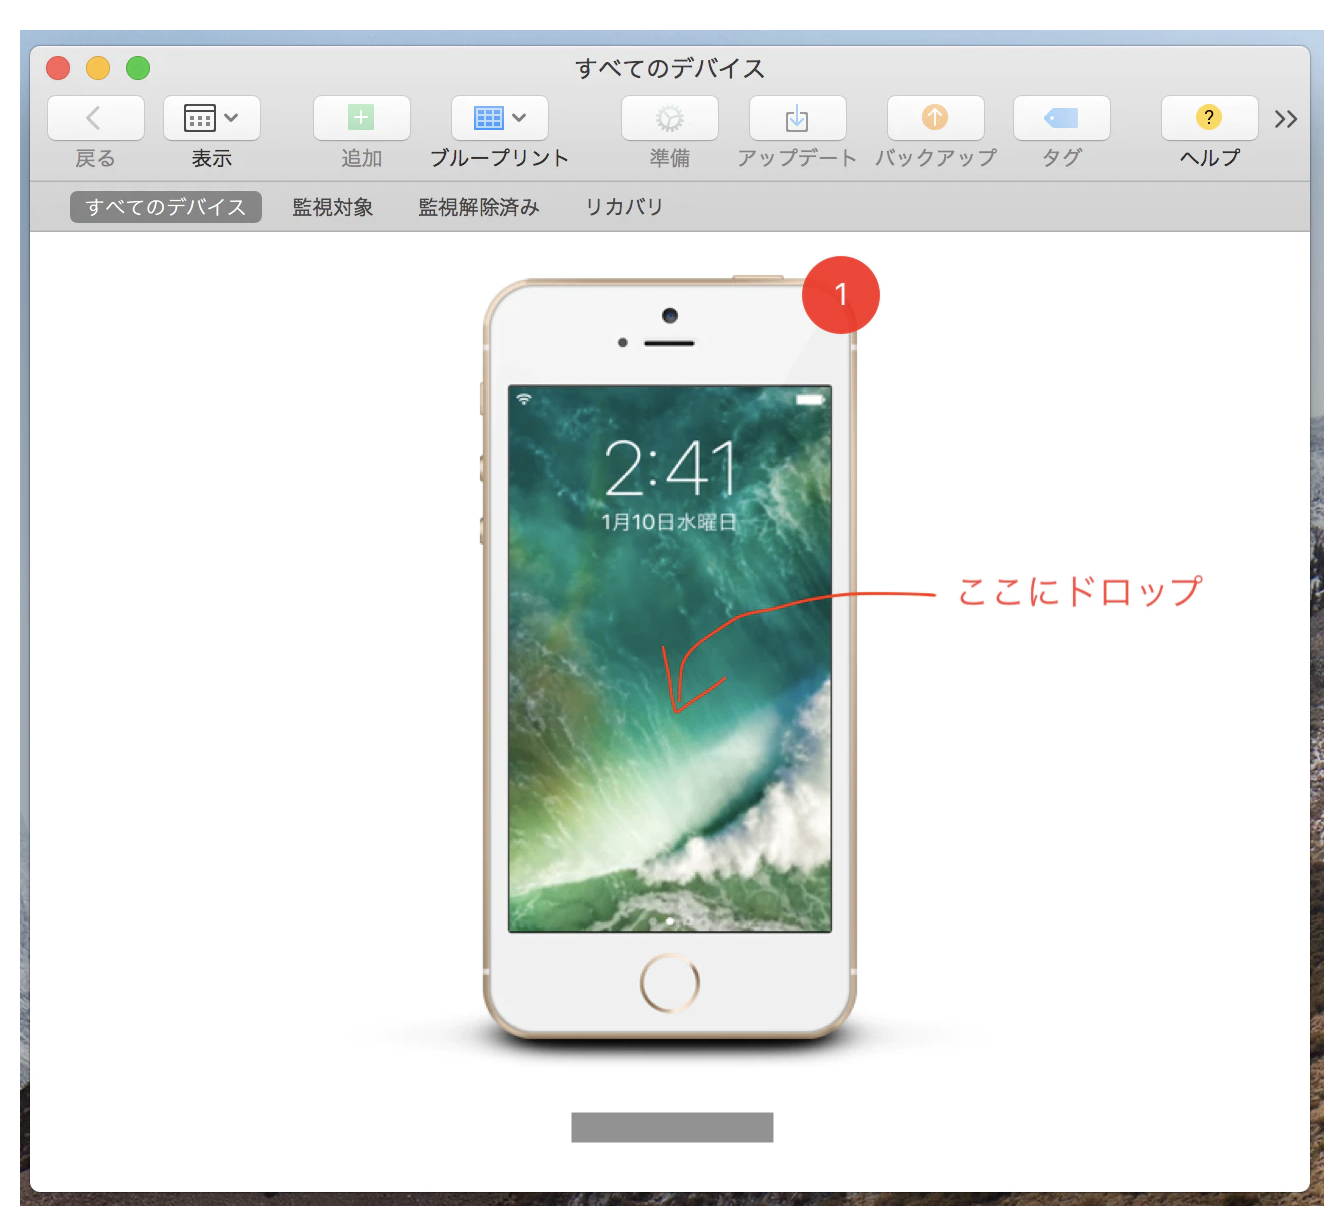 すべてのデバイス
戻る
表示
追加
ブループリント
準備
アップデート
バックアップ
タグ
?
ヘルプ
すべてのデバイス
監視対象
監視解除済み
リカバリ
1
2:41
1月10日水曜日
ここにドロップ